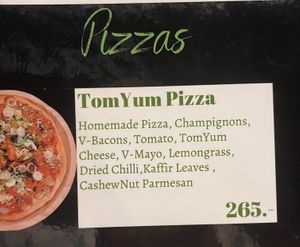 Pizzas
TomYum Pizza
Homemade Pizza, Champignons,
V-Bacons, Tomato, TomYum
Cheese, V-Mayo, Lemongrass,
Dried Chilli,Kaffir Leaves ,
CashewNut Parmesan
265.-